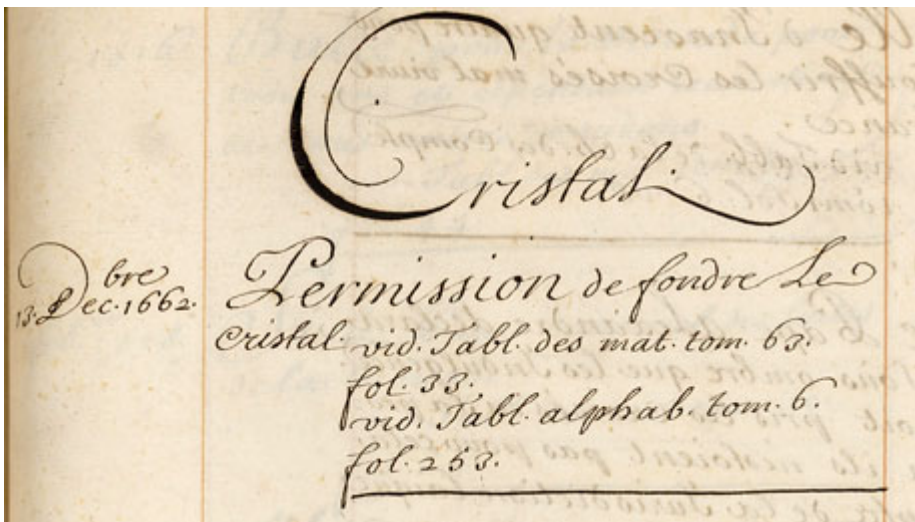 Cristal.
bre
13. Dec. 1662.
Permission de fondre Le
Cristal. vid. Tabl. des mat. tom. 63.
fol. 33.
vid. Tabl. alphab. tom. 6.
fol. 253.